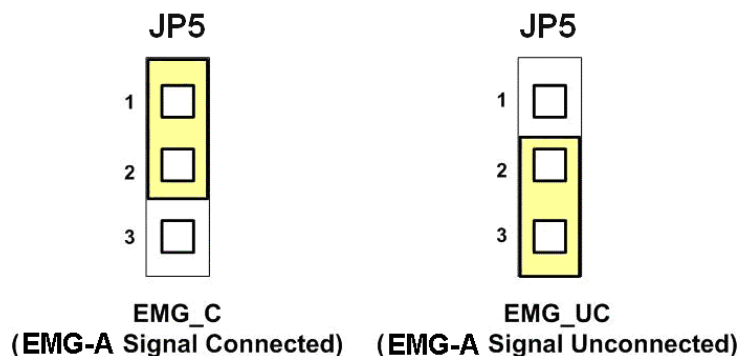 JP5
1
2
3
EMG_C
(EMG-A Signal Connected)
JP5
1
2
3
EMG_UC
(EMG-A Signal Unconnected)